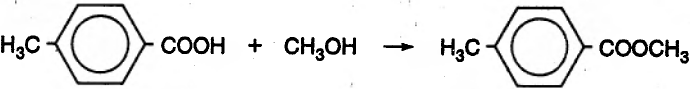 H₃C COOH + CH₃OH → H₃C COOCH₃